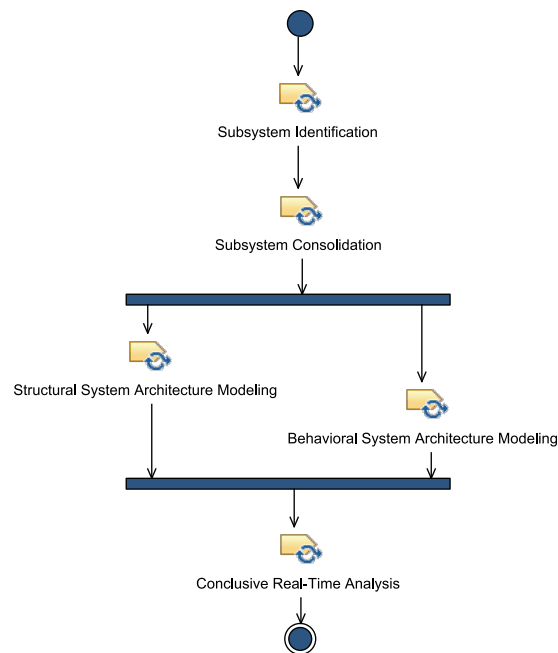 Subsystem Identification
Subsystem Consolidation
Structural System Architecture Modeling
Behavioral System Architecture Modeling
Conclusive Real-Time Analysis